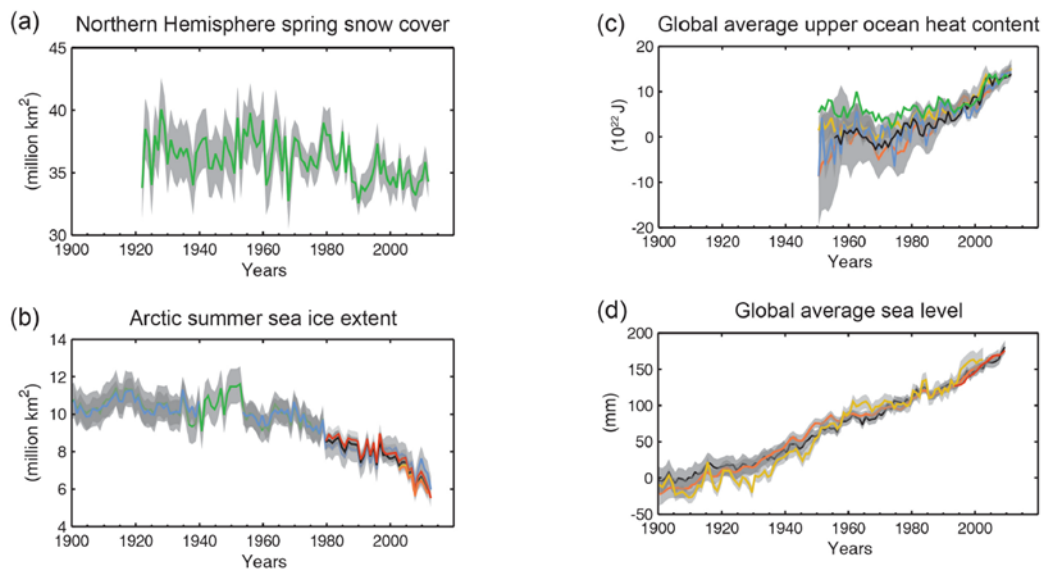 (a) Northern Hemisphere spring snow cover
(million km²)
45
40
35
30
1900 1920 1940 1960 1980 2000
Years
(b) Arctic summer sea ice extent
(million km²)
14
12
10
8
6
4
1900 1920 1940 1960 1980 2000
Years
(c) Global average upper ocean heat content
(10²² J)
20
10
0
-10
-20
1900 1920 1940 1960 1980 2000
Years
(d) Global average sea level
(mm)
200
150
100
50
0
-50
1900 1920 1940 1960 1980 2000
Years